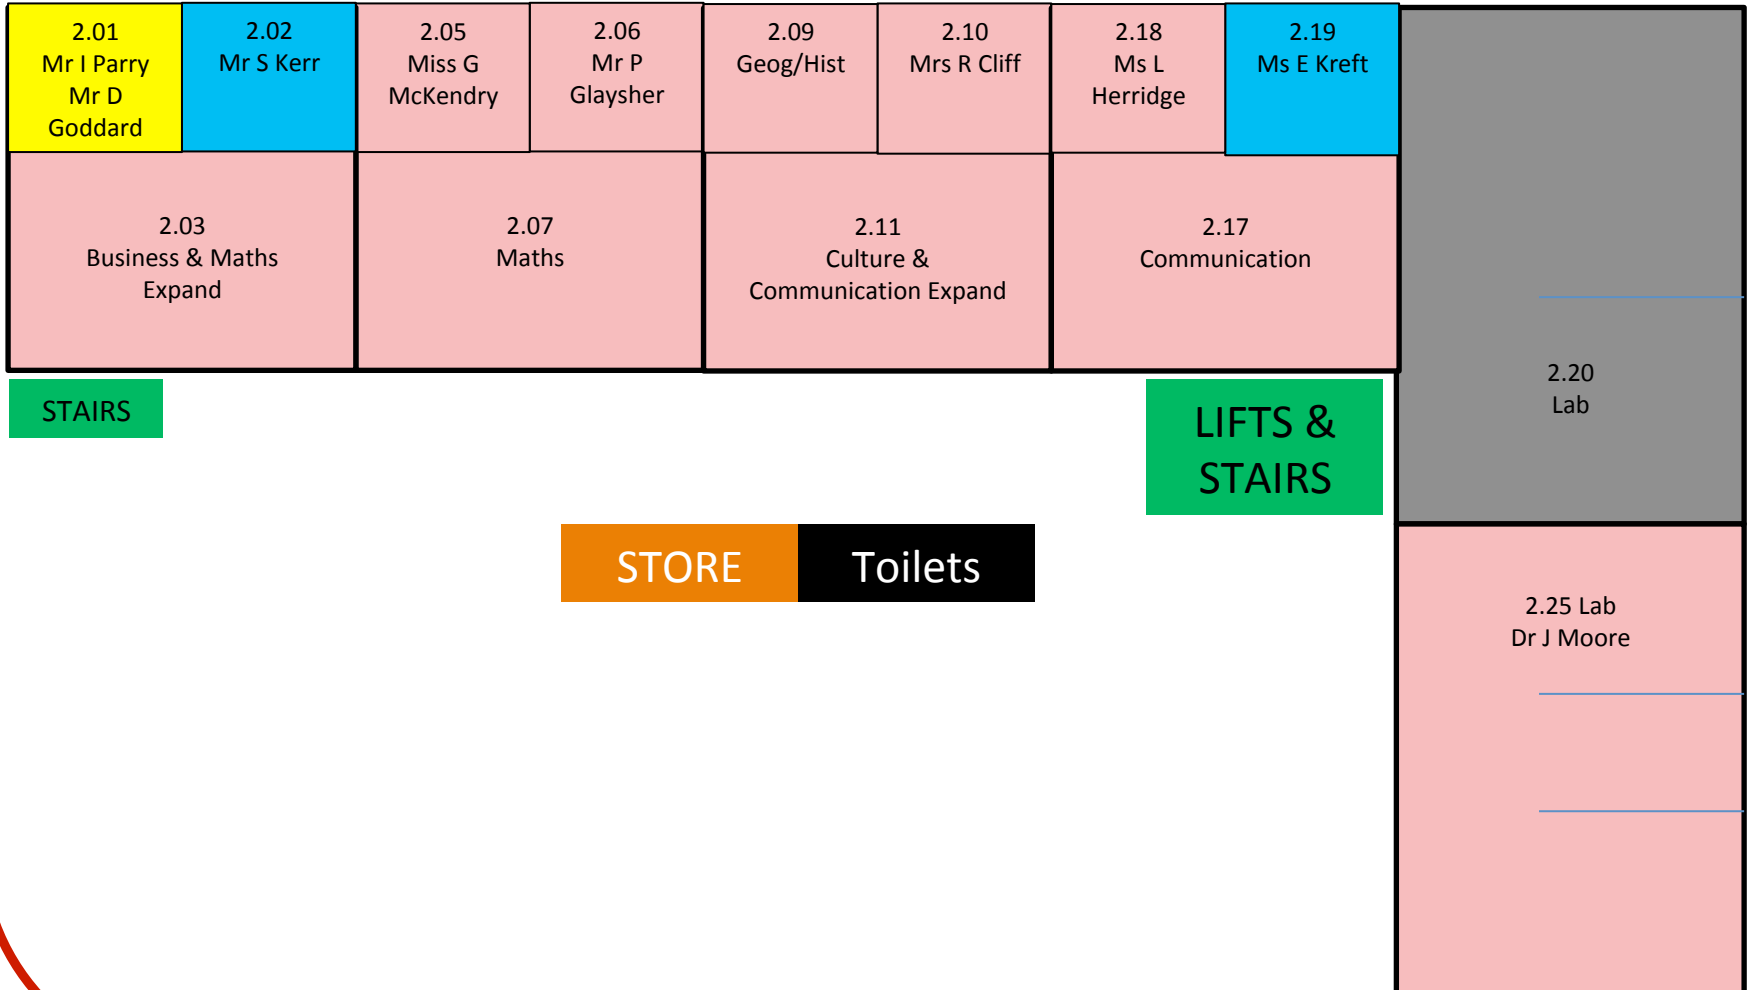 2.01
Mr I Parry
Mr D
Goddard
2.02
Mr S Kerr
2.05
Miss G
McKendry
2.06
Mr P
Glaysher
2.09
Geog/Hist
2.10
Mrs R Cliff
2.18
Ms L
Herridge
2.19
Ms E Kreft
2.03
Business & Maths
Expand
2.07
Maths
2.11
Culture &
Communication Expand
2.17
Communication
2.20
Lab
STAIRS
LIFTS &
STAIRS
STORE
Toilets
2.25 Lab
Dr J Moore